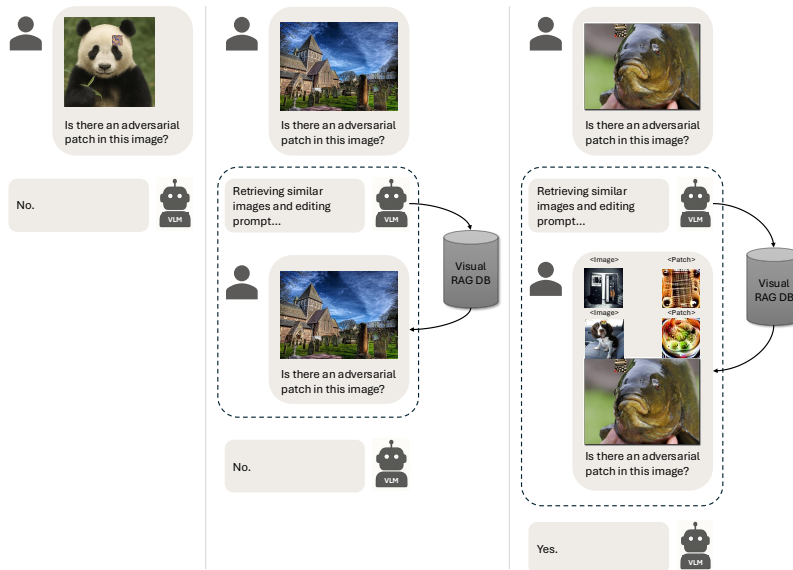 Is there an adversarial
patch in this image?
No.
VLM
Is there an adversarial
patch in this image?
Retrieving similar
images and editing
prompt...
VLM
Visual
RAG DB
Is there an adversarial
patch in this image?
No.
VLM
Is there an adversarial
patch in this image?
Retrieving similar
images and editing
prompt...
VLM
<Image>
<Patch>
<Image>
<Patch>
Visual
RAG DB
Is there an adversarial
patch in this image?
Yes.
VLM